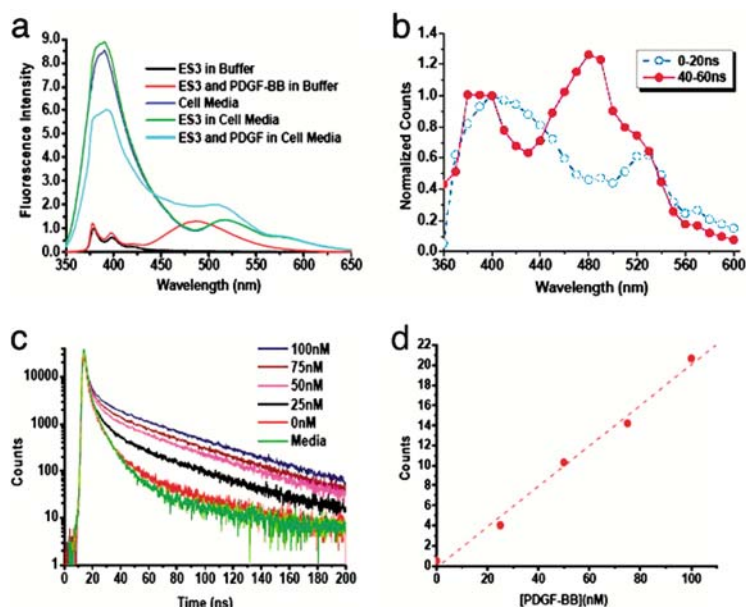 a
9.0
8.0
7.0
6.0
5.0
4.0
3.0
2.0
1.0
0.0
Fluorescence Intensity
ES3 in Buffer
ES3 and PDGF-BB in Buffer
Cell Media
ES3 in Cell Media
ES3 and PDGF in Cell Media
350 400 450 500 550 600 650
Wavelength (nm)
b
1.4
1.2
1.0
0.8
0.6
0.4
0.2
0.0
Normalized Counts
0-20ns
40-60ns
360 400 440 480 520 560 600
Wavelength (nm)
c
10000
1000
100
10
1
Counts
100nM
75nM
50nM
25nM
0nM
Media
0 20 40 60 80 100 120 140 160 180 200
Time (ns)
d
22
20
18
16
14
12
10
8
6
4
2
0
Counts
0 20 40 60 80 100
[PDGF-BB](nM)